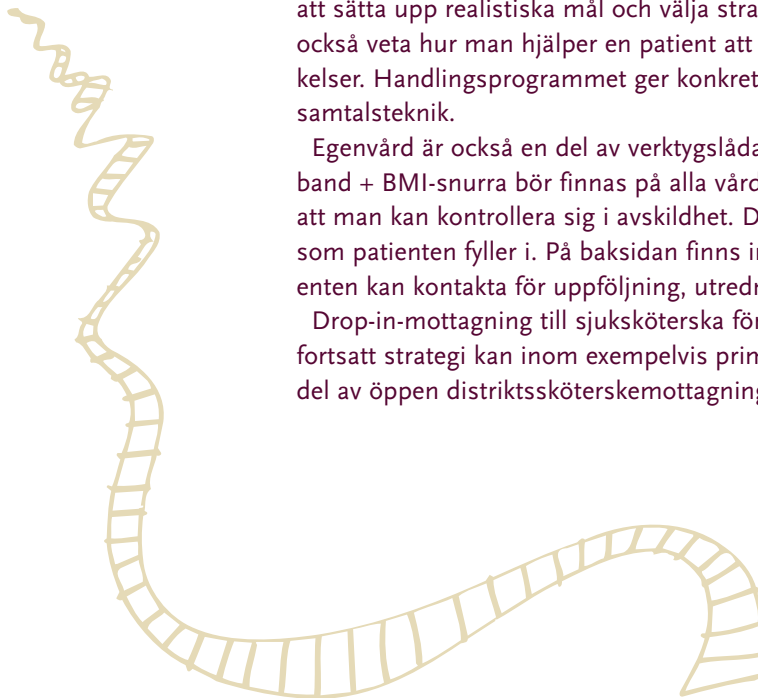 att sätta upp realistiska mål och välja stra
också veta hur man hjälper en patient att
kelser. Handlingsprogrammet ger konkret
samtalsteknik.
Egenvård är också en del av verktygslåda
band + BMI-snurra bör finnas på alla vård
att man kan kontrollera sig i avskildhet. D
som patienten fyller i. På baksidan finns i
enten kan kontakta för uppföljning, utred
Drop-in-mottagning till sjuksköterska för
fortsatt strategi kan inom exempelvis prim
del av öppen distriktssköterskemottagning